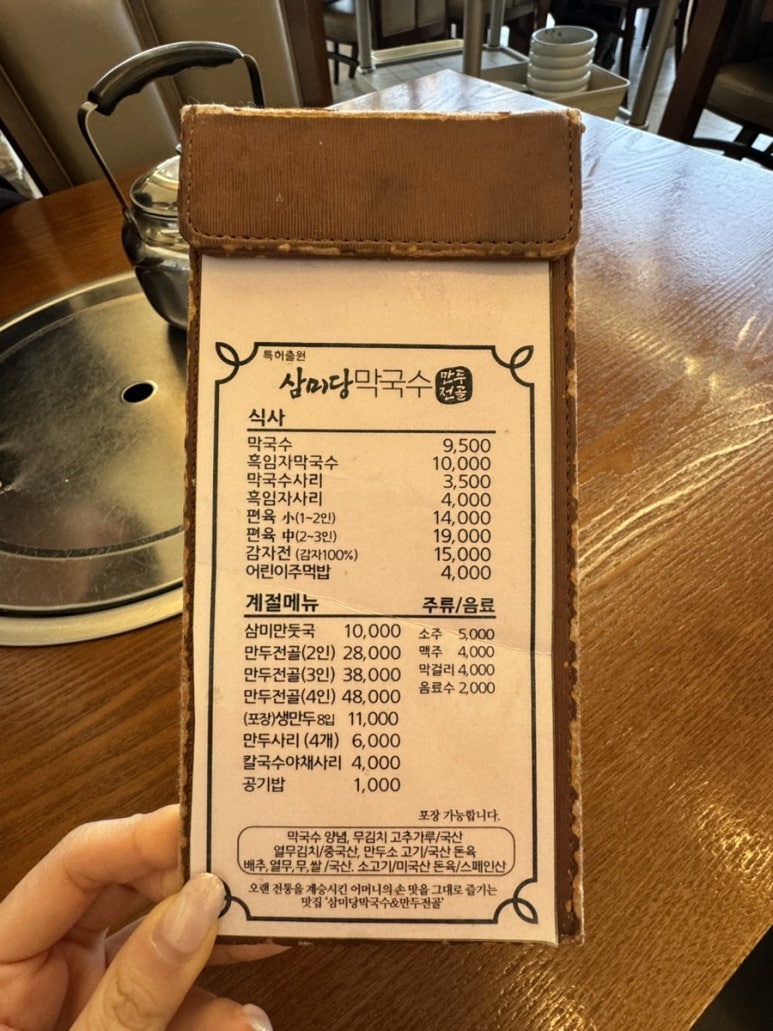 특허출원
삼미당막국수 만두전골
식사
막국수 9,500
흑임자막국수 10,000
막국수사리 3,500
흑임자사리 4,000
편육 小(1~2인) 14,000
편육 中(2~3인) 19,000
감자전 (감자100%) 15,000
어린이주먹밥 4,000
계절메뉴
삼미만둣국 10,000
만두전골(2인) 28,000
만두전골(3인) 38,000
만두전골(4인) 48,000
(포장)생만두 8입 11,000
만두사리 (4개) 6,000
칼국수야채사리 4,000
공기밥 1,000
주류/음료
소주 5,000
맥주 4,000
막걸리 4,000
음료수 2,000
포장 가능합니다.
막국수 양념, 무김치 고추가루/국산
열무김치/중국산, 만두소 고기/국산 돈육
배추,열무,무,쌀 /국산. 소고기/미국산 돈육/스페인산
오랜 전통을 계승시킨 어머니의 손 맛을 그대로 즐기는
맛집 '삼미당막국수&만두전골'